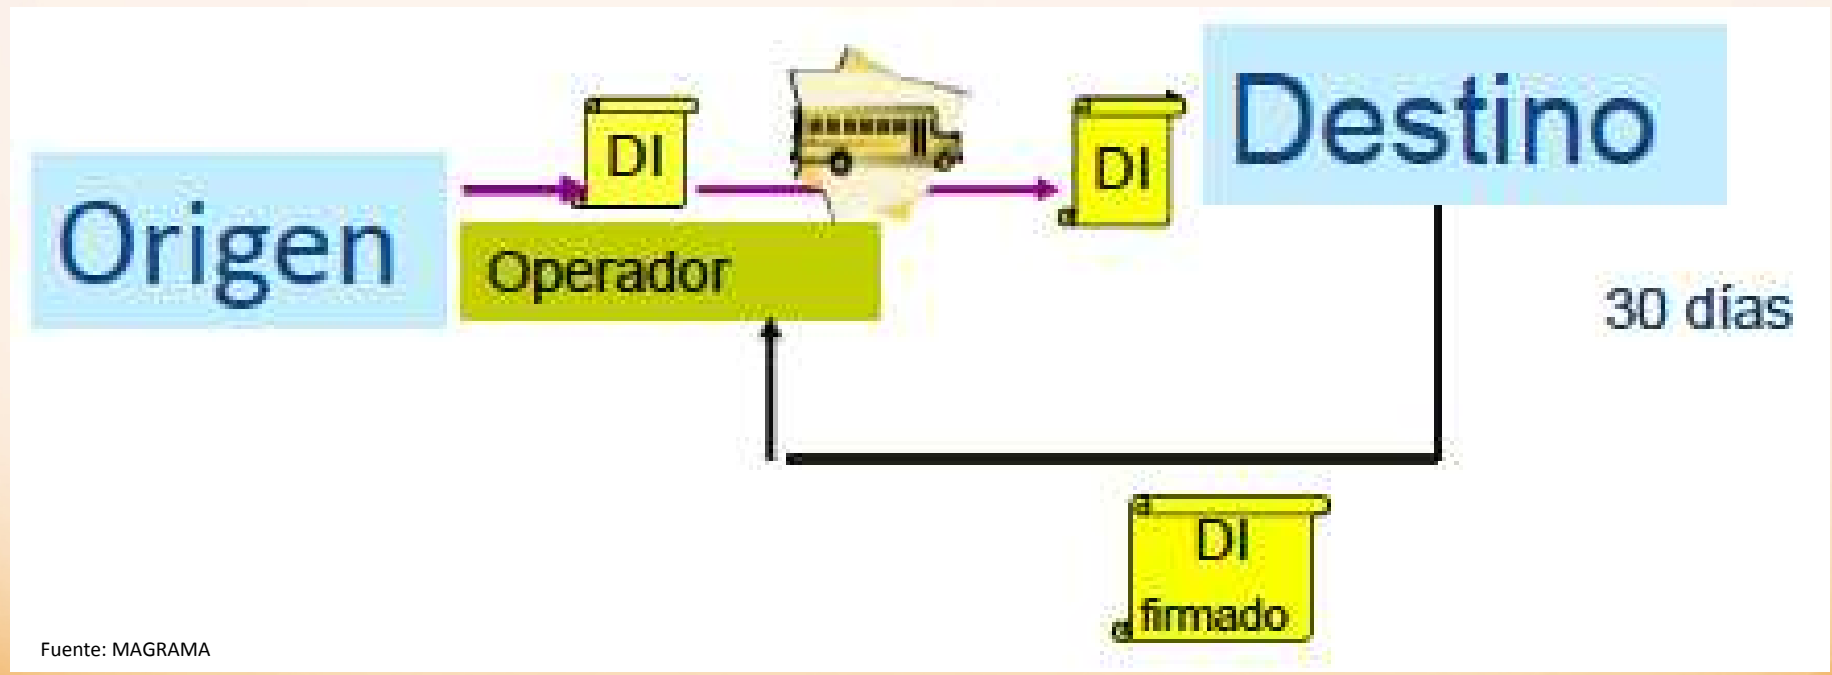 Origen
DI
Operador
DI
Destino
30 días
DI
firmado
Fuente: MAGRAMA